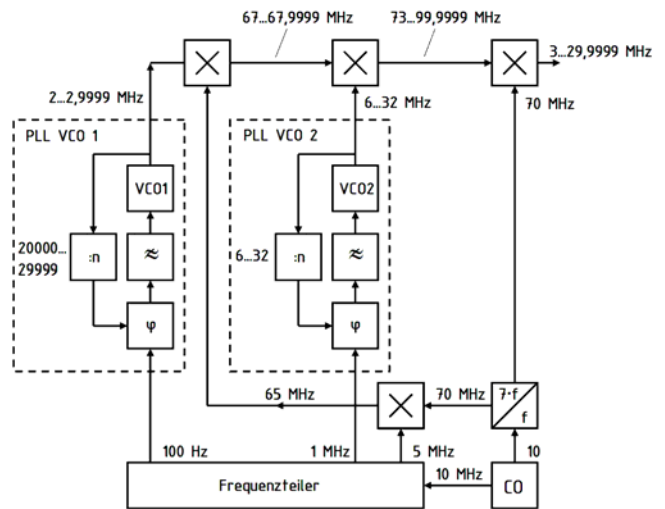 67...67,9999 MHz
73...99,9999 MHz
3...29,9999 MHz
2...2,9999 MHz
6...32 MHz
70 MHz
PLL VCO 1
PLL VCO 2
VCO1
VCO2
20000...
29999
:n
≈
6...32
:n
≈
φ
φ
65 MHz
70 MHz
7·f
f
100 Hz
1 MHz
5 MHz
10
Frequenzteiler
10 MHz
CO